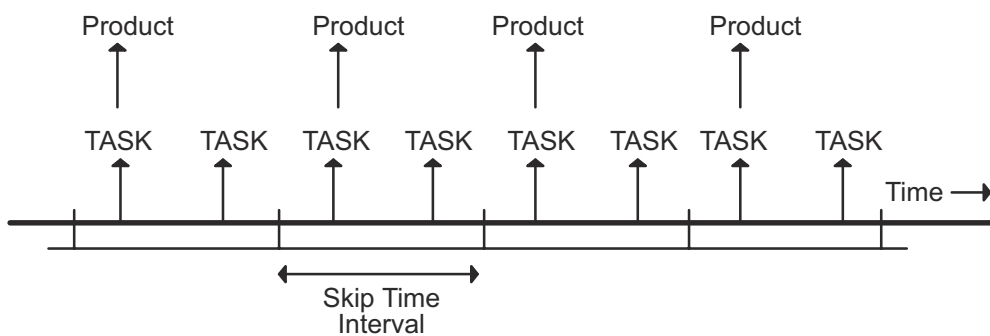 Product Product Product Product
TASK TASK TASK TASK TASK TASK TASK TASK
Time
Skip Time
Interval